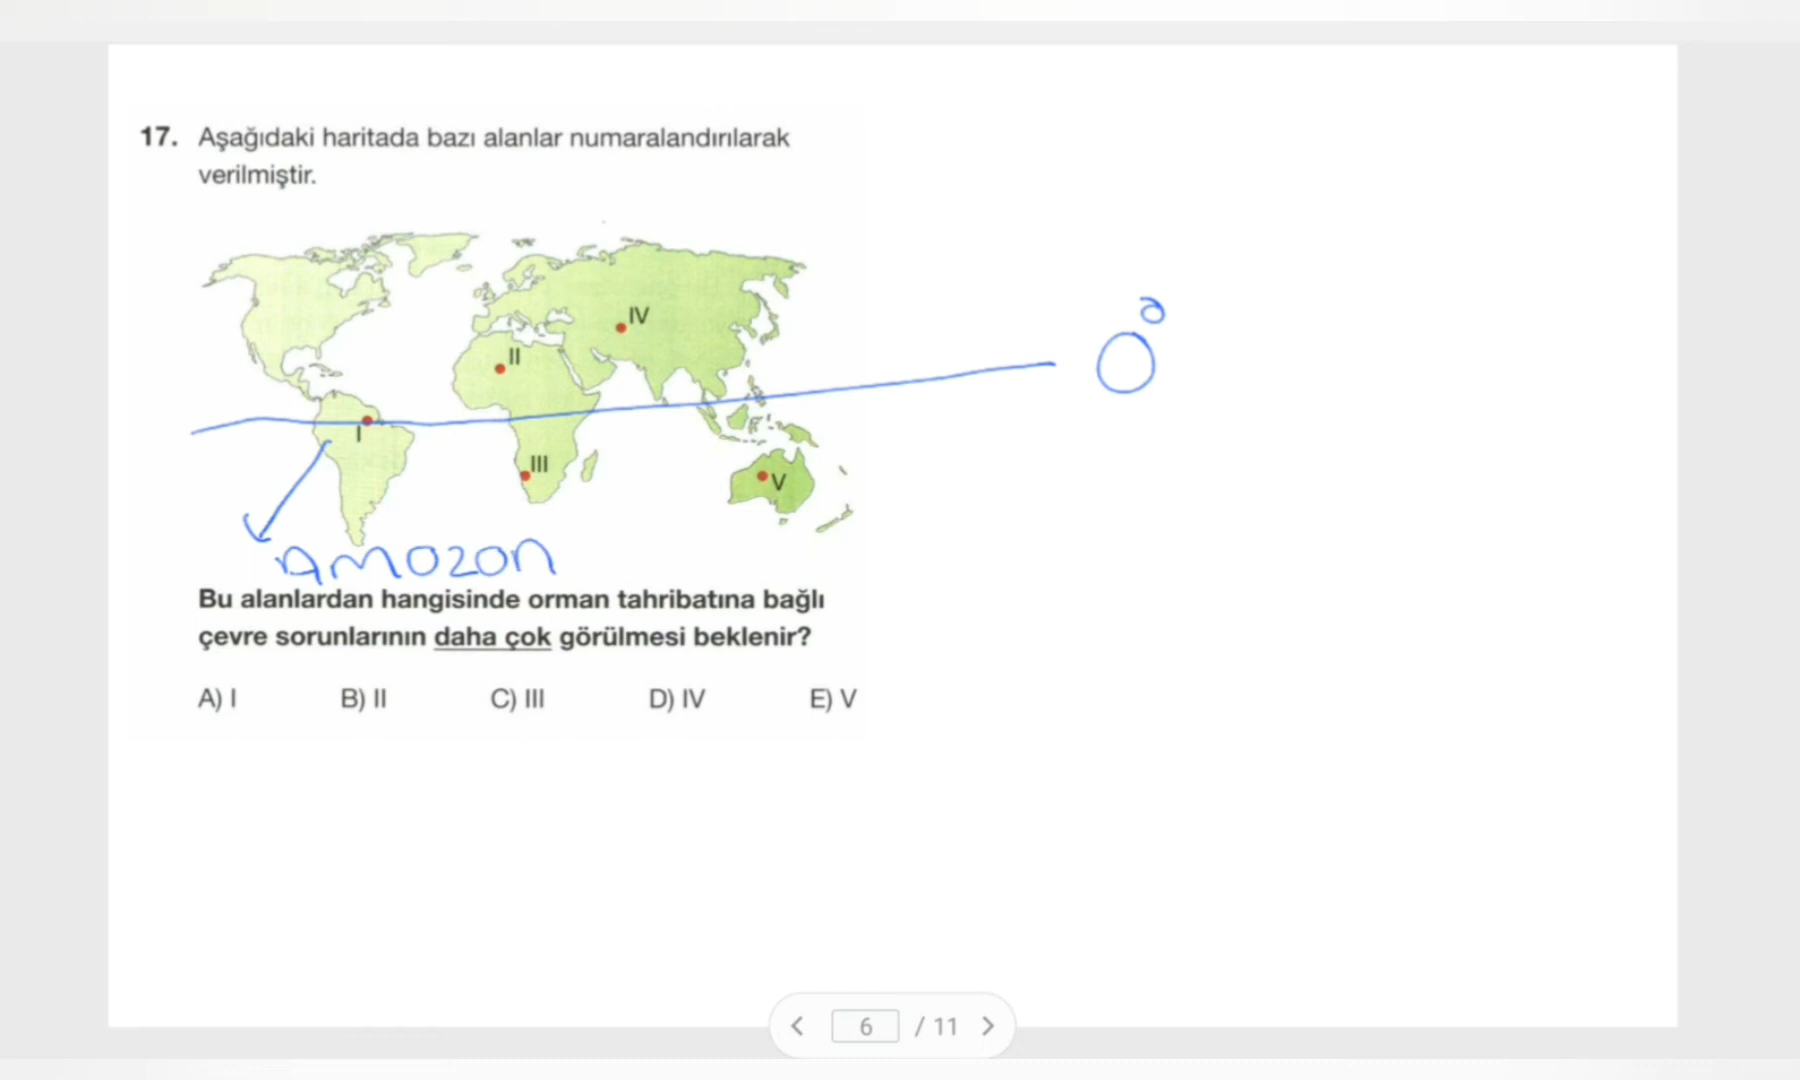 17. Aşağıdaki haritada bazı alanlar numaralandırılarak
verilmiştir.
IV
II
0°
I
III
V
AMOZON
Bu alanlardan hangisinde orman tahribatına bağlı
çevre sorunlarının daha çok görülmesi beklenir?
A) I B) II C) III D) IV E) V
6 / 11